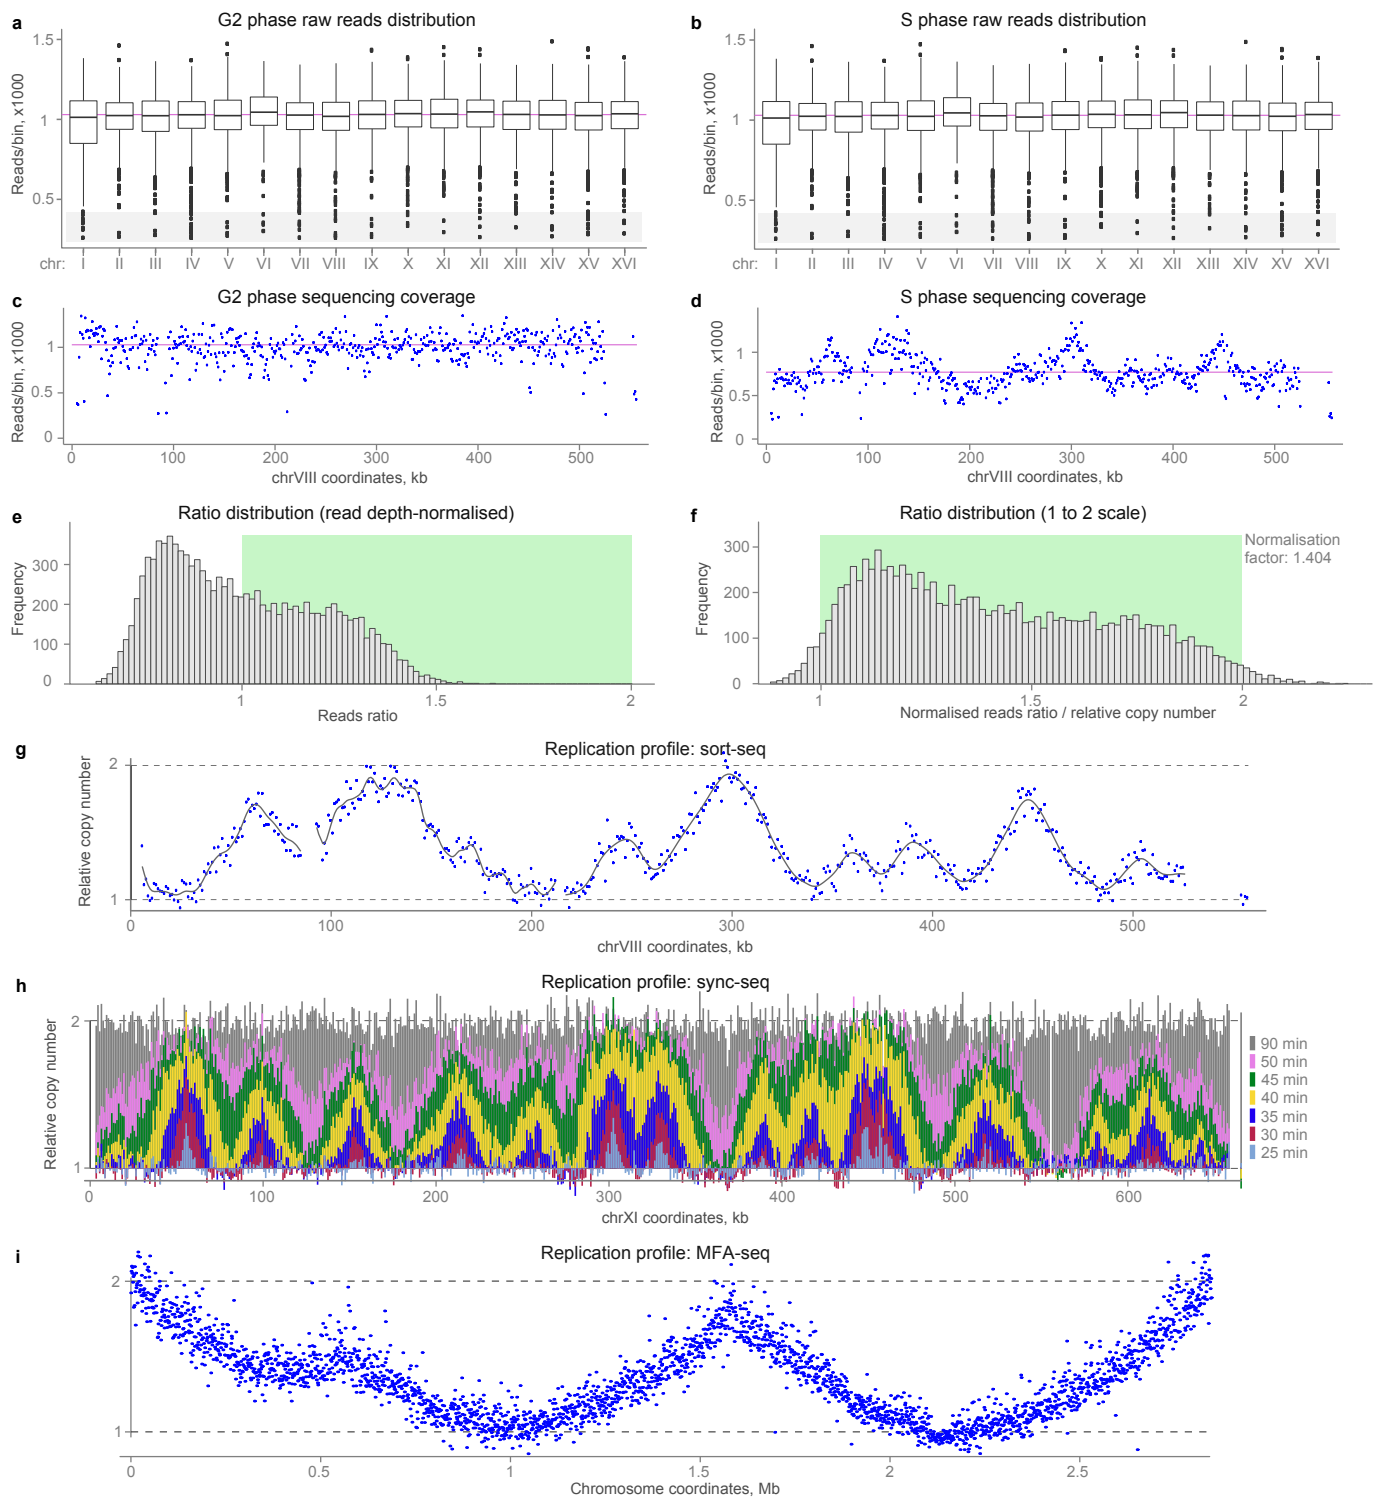 a
G2 phase raw reads distribution
Reads/bin, x1000
1.5
1
0.5
chr: I II III IV V VI VII VIII IX X XI XII XIII XIV XV XVI
b
S phase raw reads distribution
Reads/bin, x1000
1.5
1
0.5
chr: I II III IV V VI VII VIII IX X XI XII XIII XIV XV XVI
c
G2 phase sequencing coverage
Reads/bin, x1000
1
0.5
0
0 100 200 300 400 500
chrVIII coordinates, kb
d
S phase sequencing coverage
Reads/bin, x1000
1
0.5
0
0 100 200 300 400 500
chrVIII coordinates, kb
e
Ratio distribution (read depth-normalised)
Frequency
300
200
100
0
1 1.5 2
Reads ratio
f
Ratio distribution (1 to 2 scale)
Normalisation
factor: 1.404
Frequency
300
200
100
0
1 1.5 2
Normalised reads ratio / relative copy number
g
Replication profile: sort-seq
Relative copy number
2
1
0 100 200 300 400 500
chrVIII coordinates, kb
h
Replication profile: sync-seq
Relative copy number
2
1
90 min
50 min
45 min
40 min
35 min
30 min
25 min
0 100 200 300 400 500 600
chrXI coordinates, kb
i
Replication profile: MFA-seq
2
1
0 0.5 1 1.5 2 2.5
Chromosome coordinates, Mb